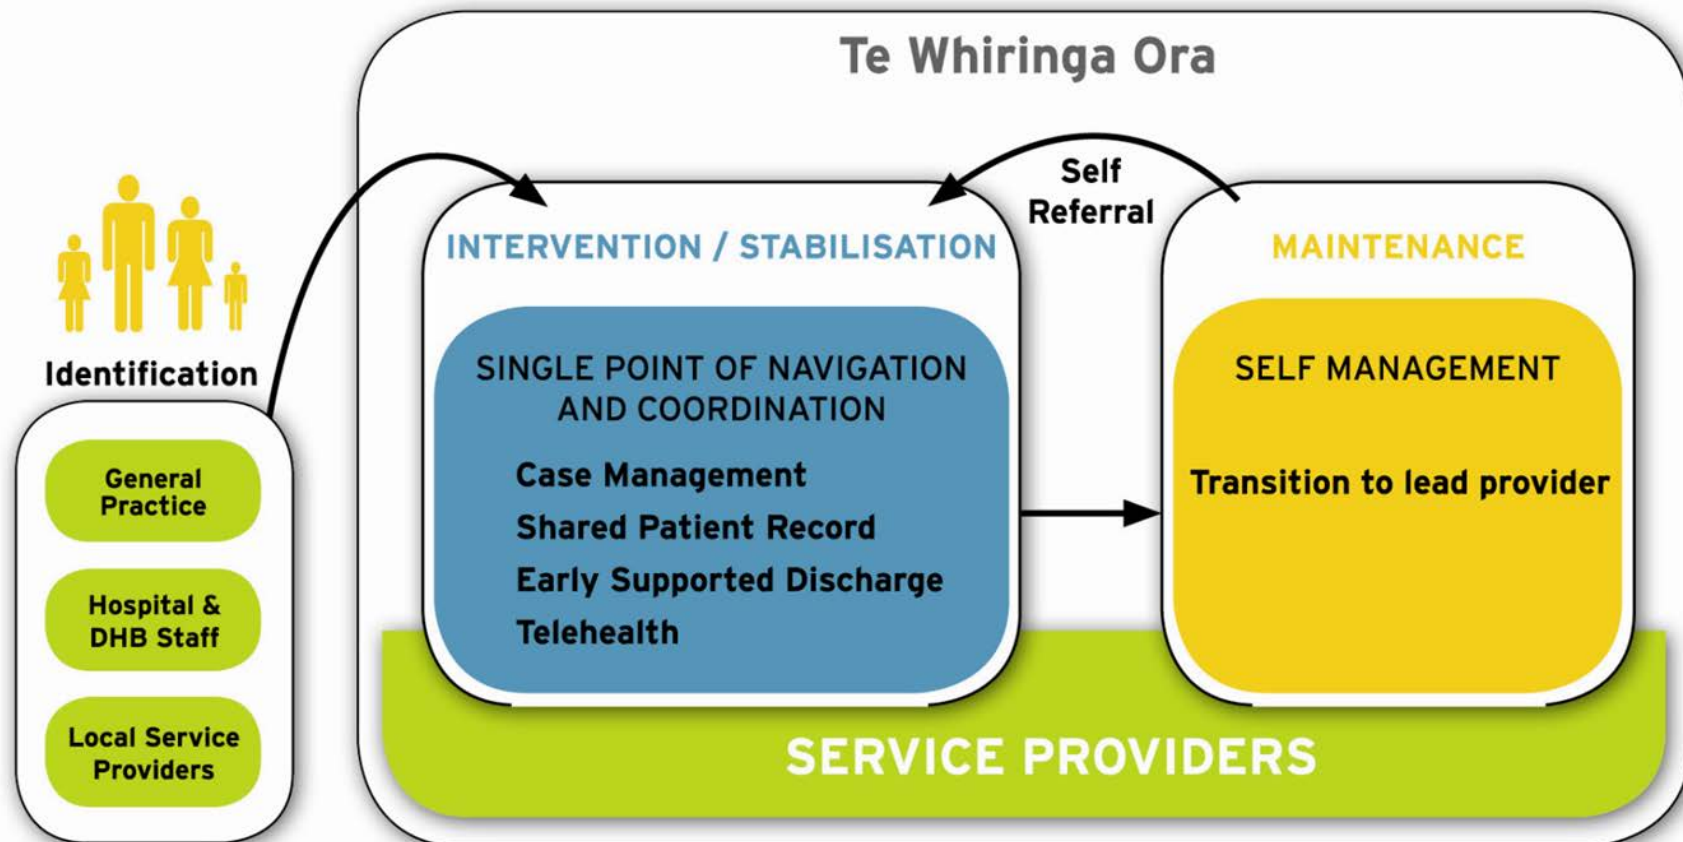 Te Whiringa Ora
Identification
General
Practice
Hospital &
DHB Staff
Local Service
Providers
INTERVENTION / STABILISATION
SINGLE POINT OF NAVIGATION
AND COORDINATION
Case Management
Shared Patient Record
Early Supported Discharge
Telehealth
Self
Referral
MAINTENANCE
SELF MANAGEMENT
Transition to lead provider
SERVICE PROVIDERS